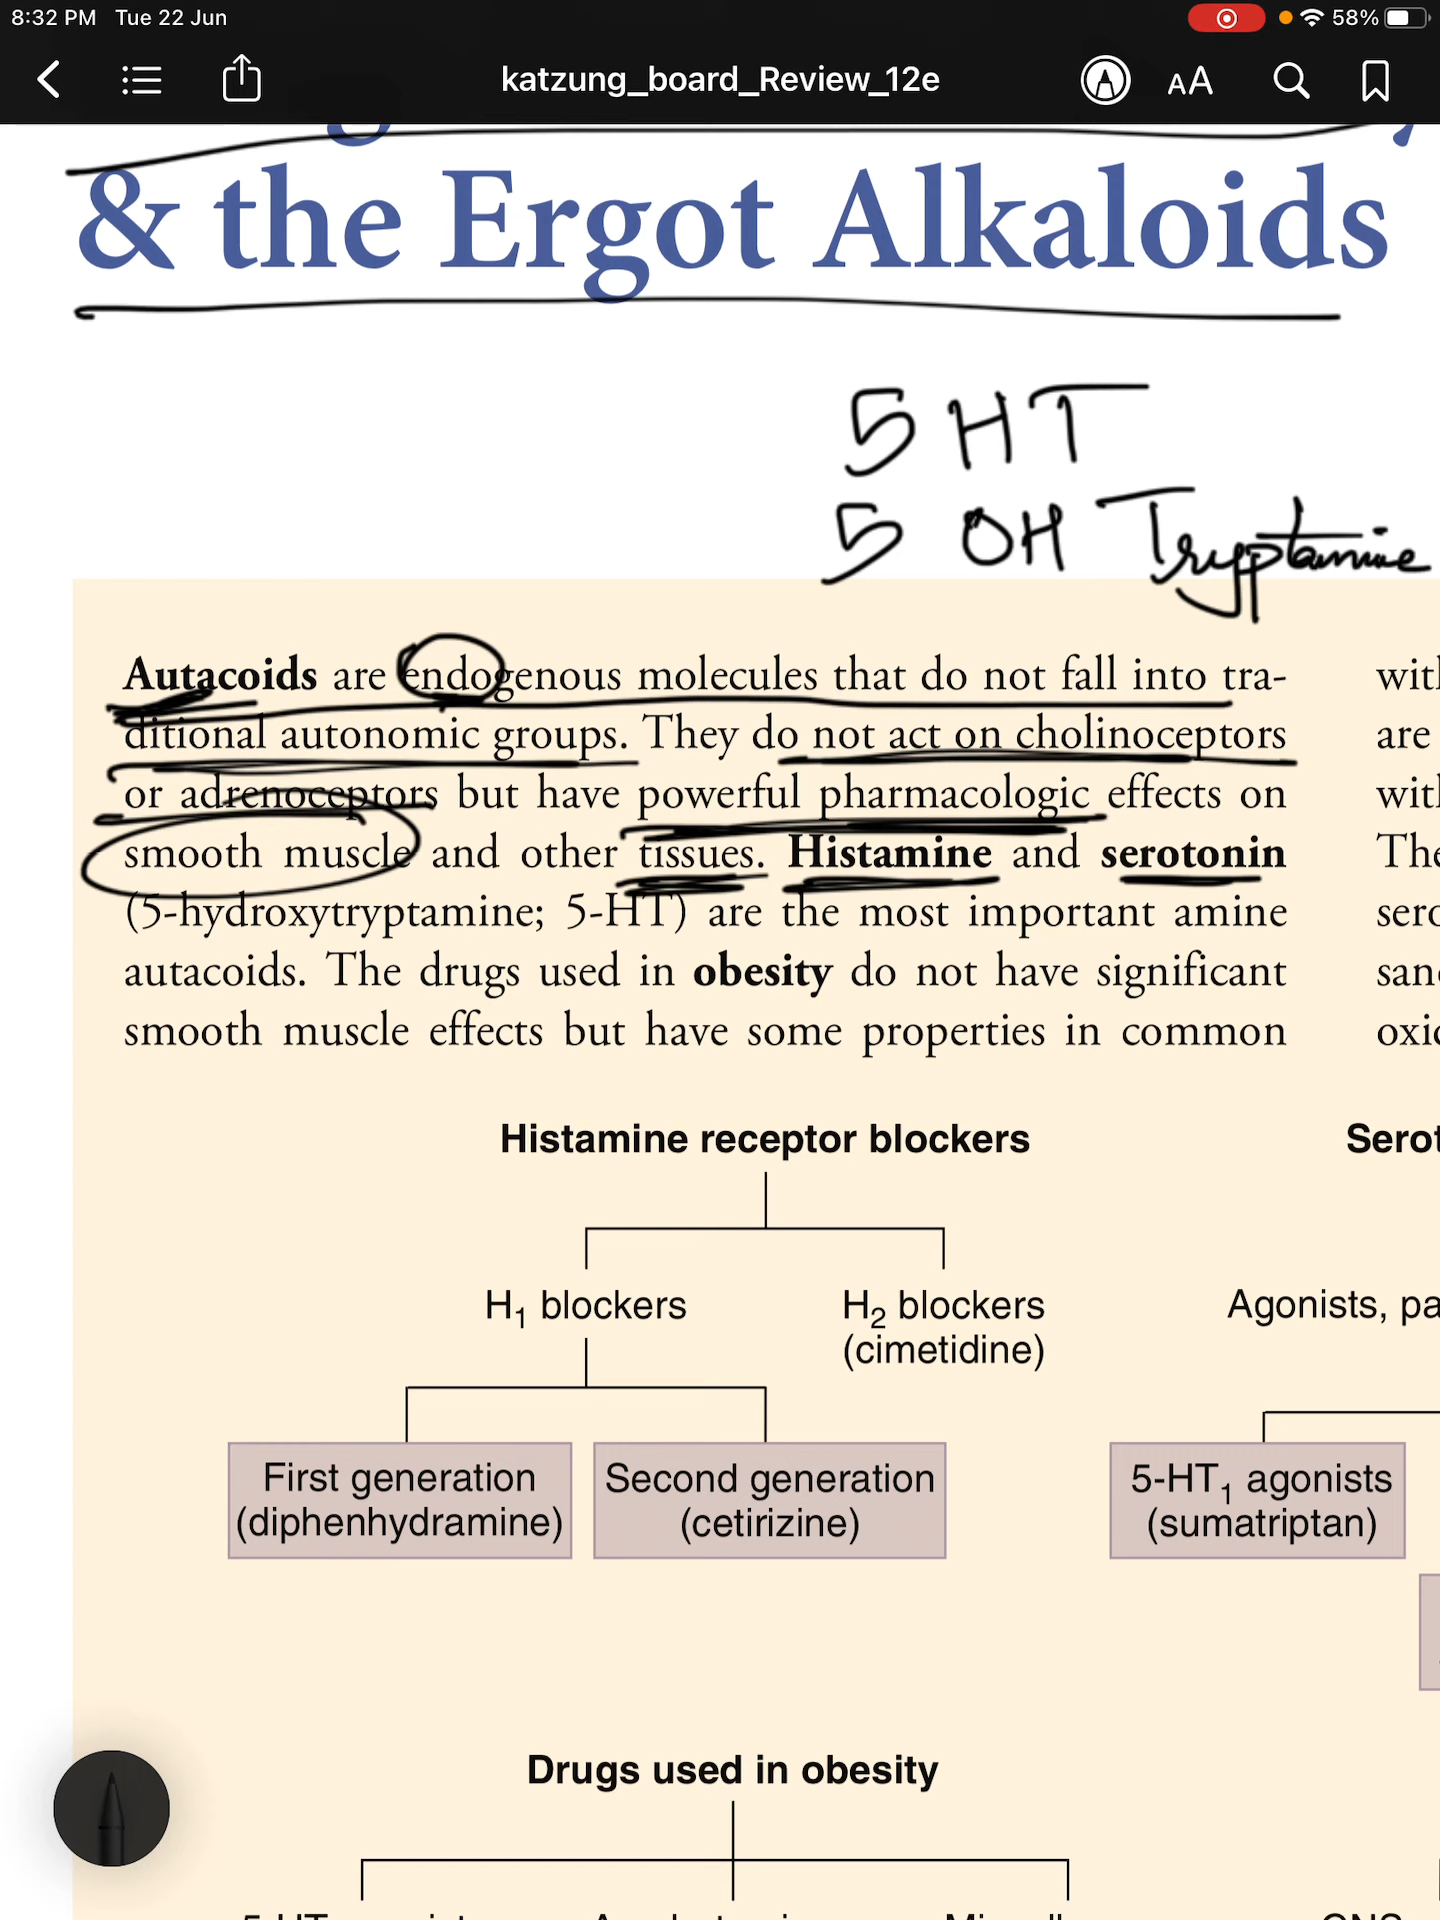 8:32 PM Tue 22 Jun
58%
katzung_board_Review_12e
AA
& the Ergot Alkaloids
5 HT
5 OH Tryptamine
Autacoids are endogenous molecules that do not fall into tra-
ditional autonomic groups. They do not act on cholinoceptors
or adrenoceptors but have powerful pharmacologic effects on
smooth muscle and other tissues. Histamine and serotonin
(5-hydroxytryptamine; 5-HT) are the most important amine
autacoids. The drugs used in obesity do not have significant
smooth muscle effects but have some properties in common
are
Histamine receptor blockers
H₁ blockers
H₂ blockers
(cimetidine)
Agonists,
First generation
(diphenhydramine)
Second generation
(cetirizine)
5-HT₁ agonists
(sumatriptan)
Drugs used in obesity